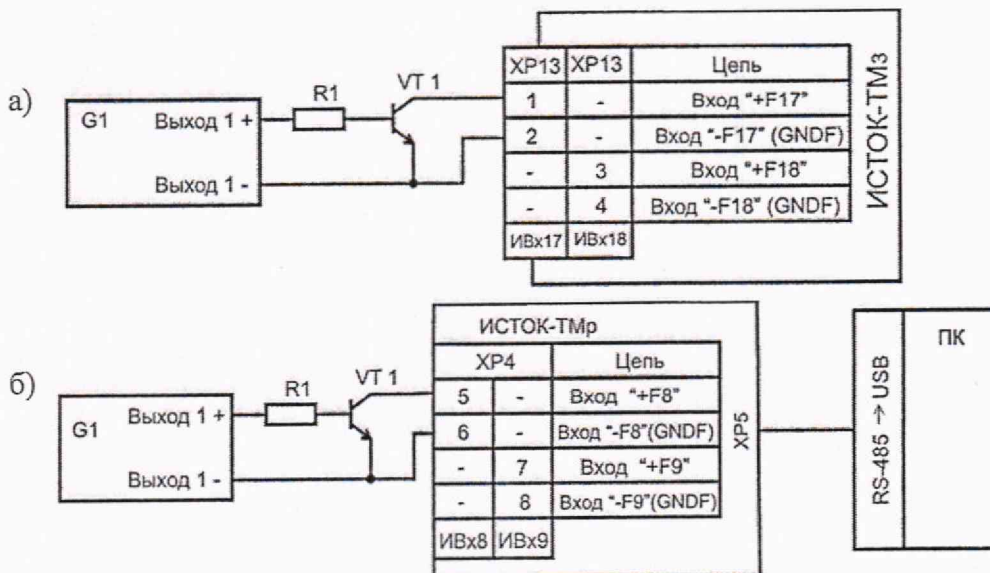 а)
G1
Выход 1 +
Выход 1 -
R1
VT 1
XP13 XP13 Цепь
1 - Вход "+F17"
2 - Вход "-F17" (GNDF)
- 3 Вход "+F18"
- 4 Вход "-F18" (GNDF)
ИВх17 ИВх18
ИСТОК-ТМ3
б)
G1
Выход 1 +
Выход 1 -
R1
VT 1
ИСТОК-ТМр
XP4 Цепь
5 - Вход "+F8"
6 - Вход "-F8"(GNDF)
- 7 Вход "+F9"
- 8 Вход "-F9"(GNDF)
ИВх8 ИВх9
XP5
RS-485 → USB
ПК